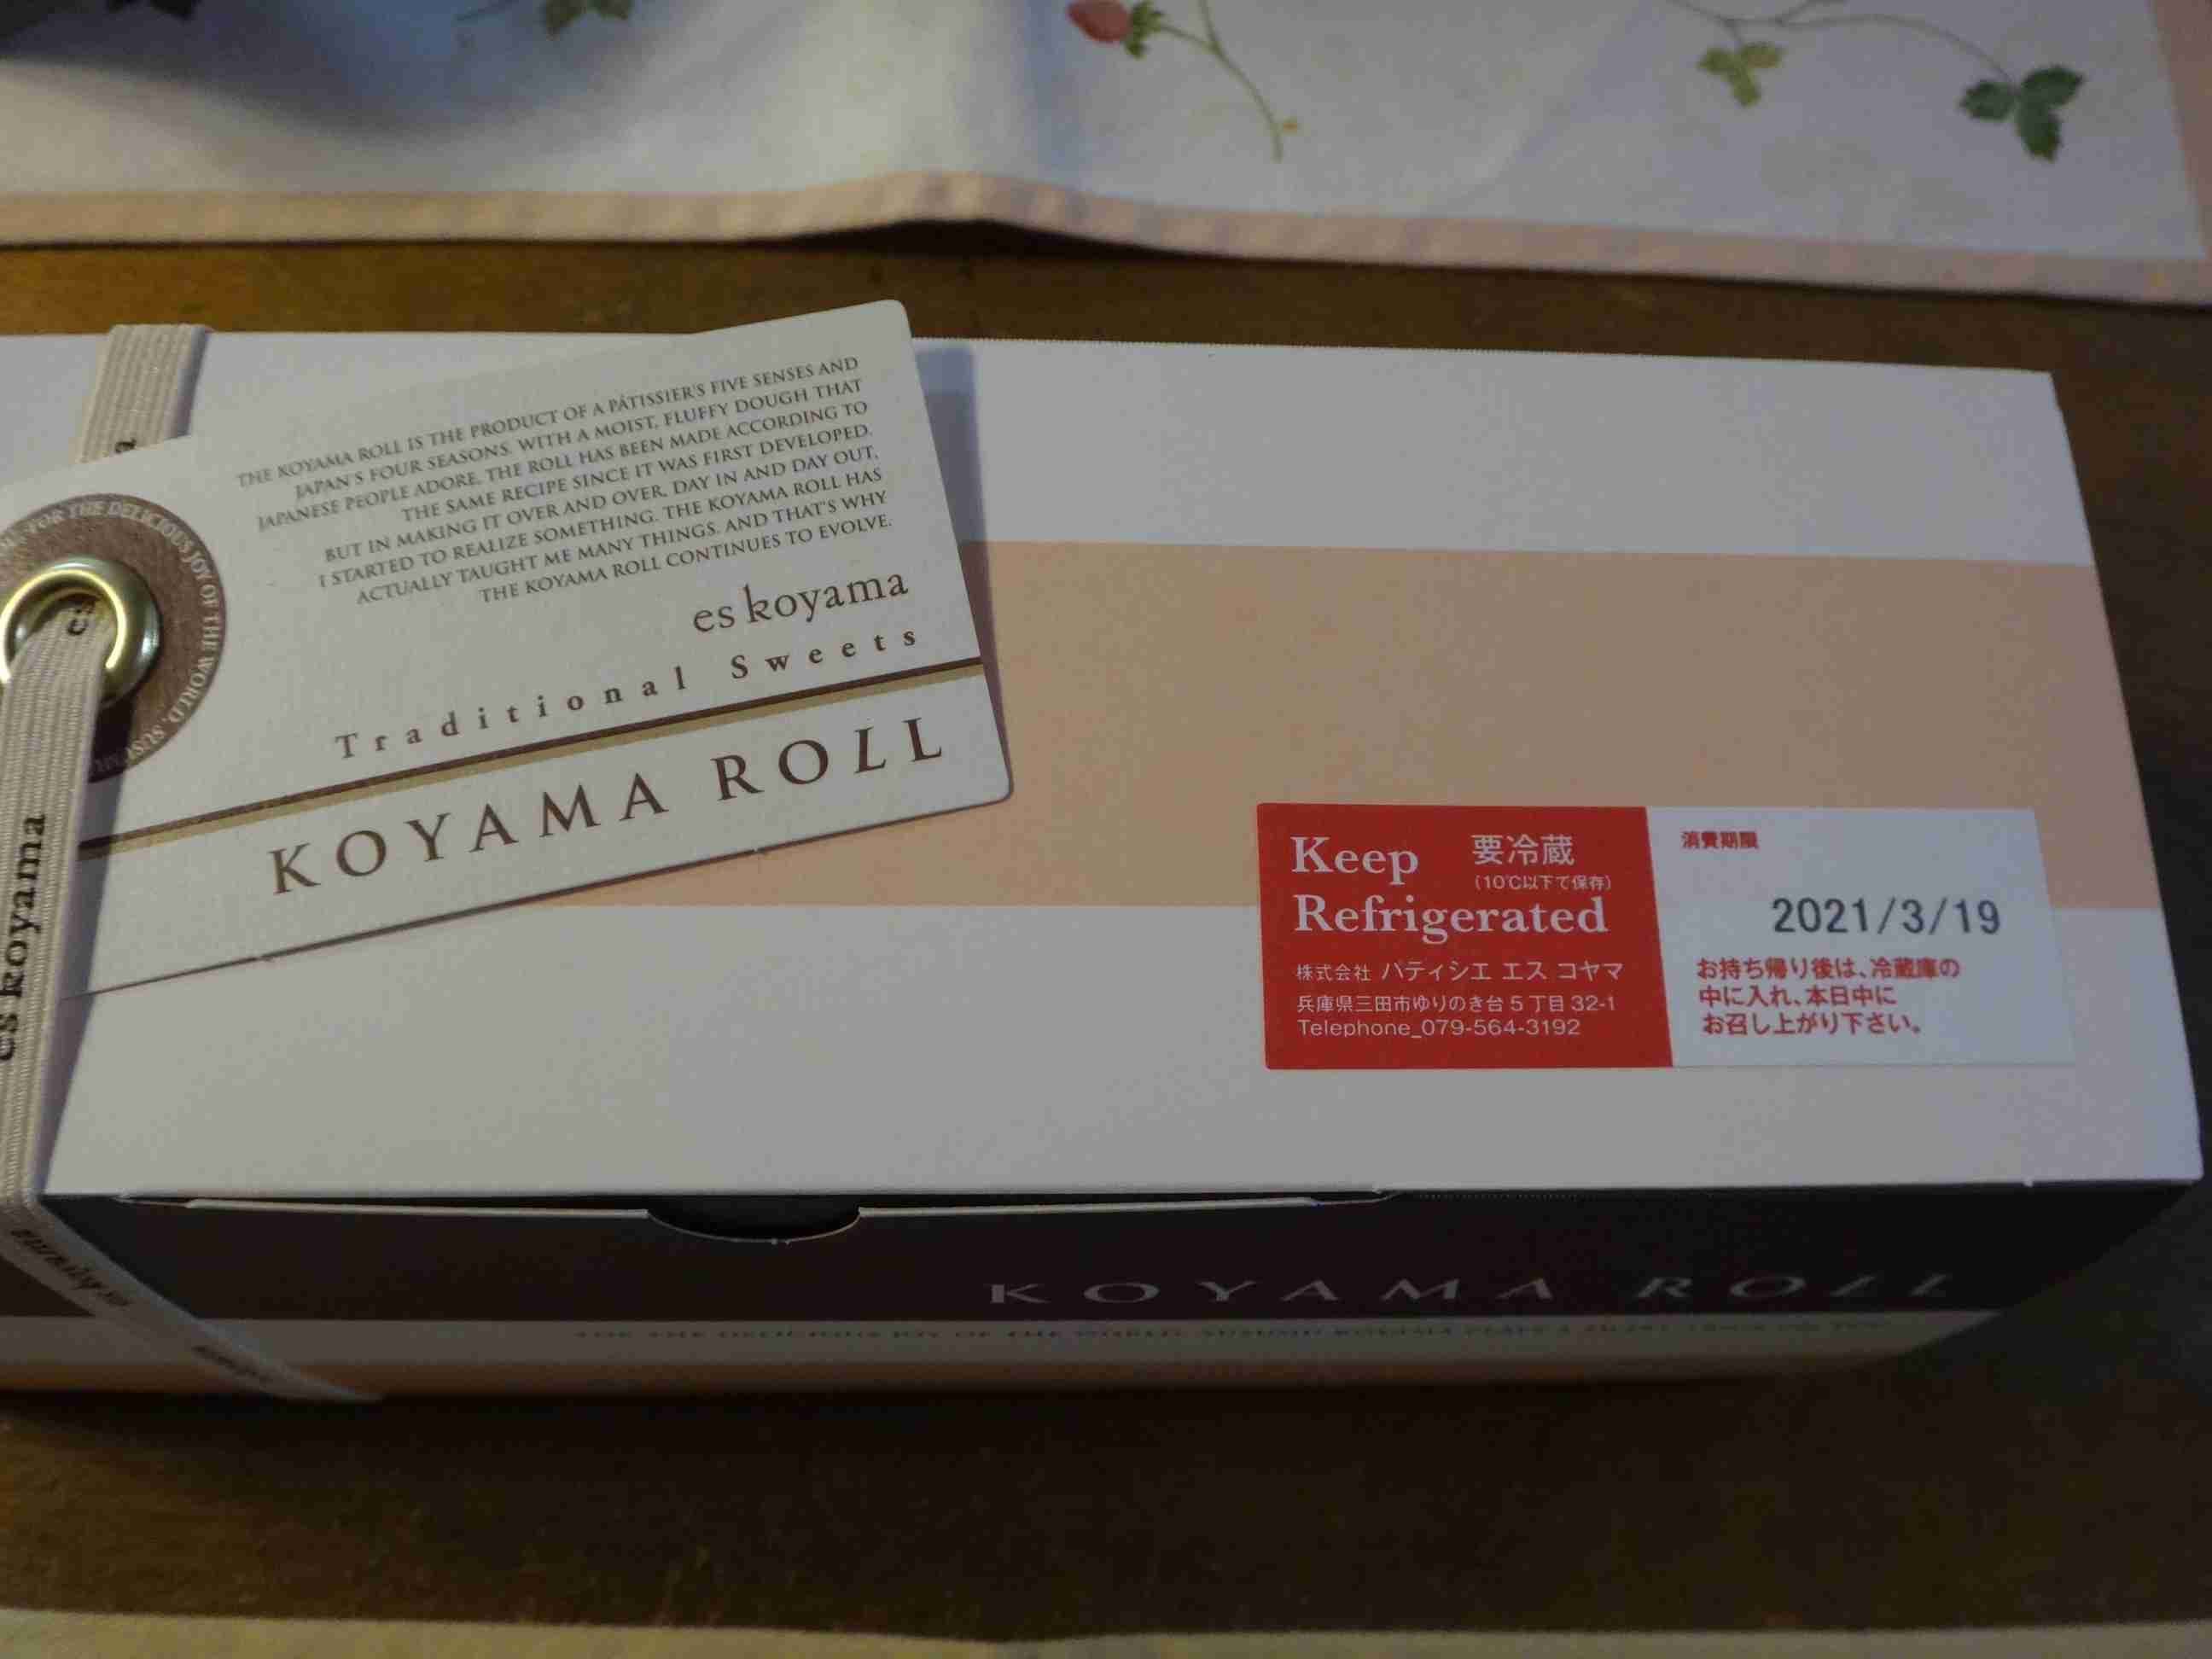 THE KOYAMA ROLL IS THE PRODUCT OF A PÂTISSIER'S FIVE SENSES AND
JAPAN'S FOUR SEASONS. WITH A MOIST, FLUFFY DOUGH THAT
JAPANESE PEOPLE ADORE, THE ROLL HAS BEEN MADE ACCORDING TO
THE SAME RECIPE SINCE IT WAS FIRST DEVELOPED.
BUT IN MAKING IT OVER AND OVER, DAY IN AND DAY OUT,
I STARTED TO REALIZE SOMETHING. THE KOYAMA ROLL HAS
ACTUALLY TAUGHT ME MANY THINGS. AND THAT'S WHY
THE KOYAMA ROLL CONTINUES TO EVOLVE.
es koyama
Traditional Sweets
KOYAMA ROLL
FOR THE DELICIOUS JOY OF THE WORLD.
es koyama
Keep 要冷蔵
(10℃以下で保存)
Refrigerated
株式会社 パティシエ エス コヤマ
兵庫県三田市ゆりのき台5丁目32-1
Telephone_079-564-3192
消費期限
2021/3/19
お持ち帰り後は、冷蔵庫の
中に入れ、本日中に
お召し上がり下さい。
KOYAMA ROLL
FOR THE DELICIOUS JOY OF THE WORLD.